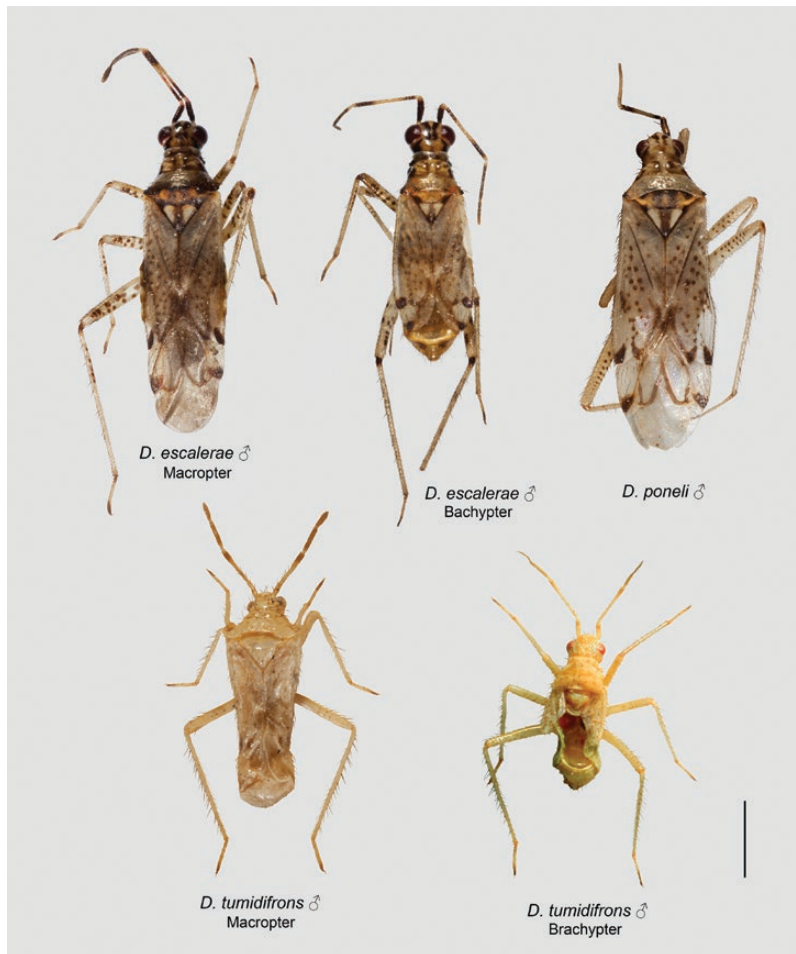 D. escalerae ♂
Macropter
D. escalerae ♂
Bachypter
D. poneli ♂
D. tumidifrons ♂
Macropter
D. tumidifrons ♂
Brachypter